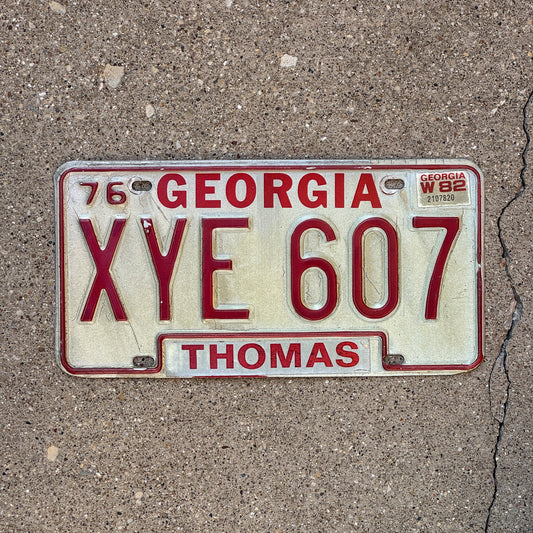 76 GEORGIA
GEORGIA
W 82
2107820
XYE 607
THOMAS